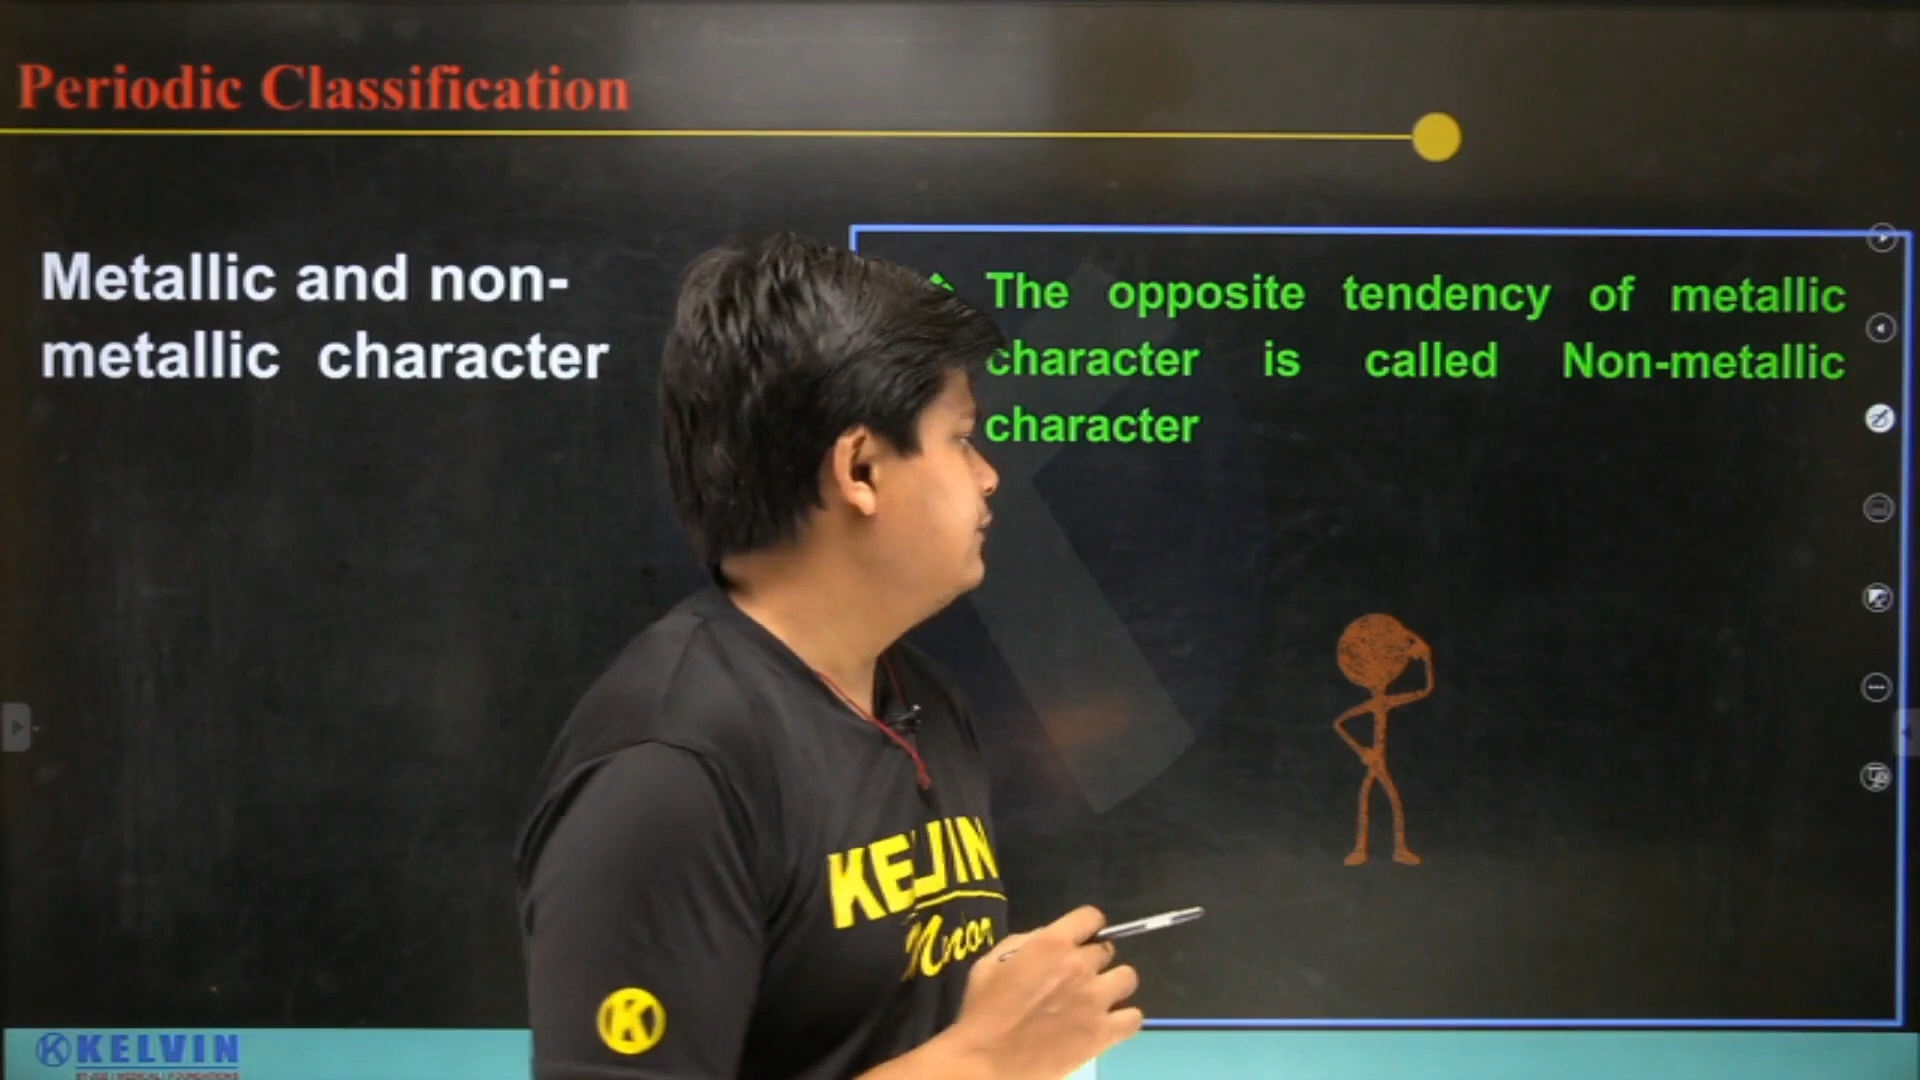 Periodic Classification
Metallic and non-
metallic character
The opposite tendency of metallic
character is called Non-metallic
character
KELVIN
K
KELVIN